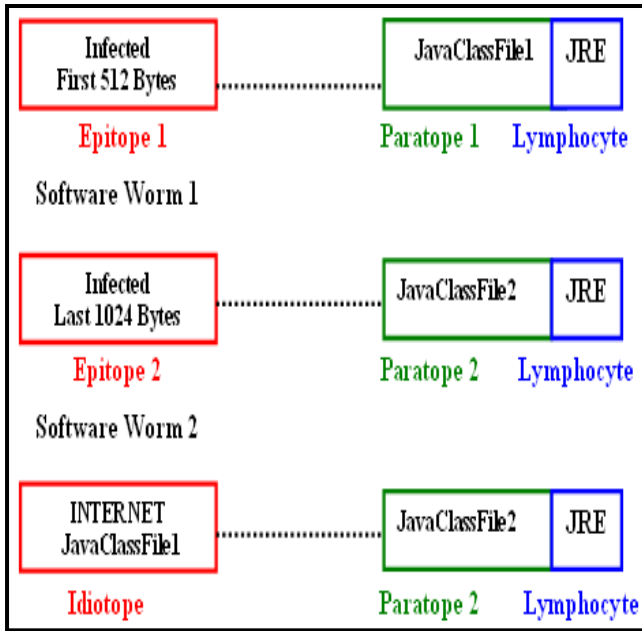 Infected
First 512 Bytes
JavaClassFile1
JRE
Epitope 1
Paratope 1
Lymphocyte
Software Worm 1
Infected
Last 1024 Bytes
JavaClassFile2
JRE
Epitope 2
Paratope 2
Lymphocyte
Software Worm 2
INTERNET
JavaClassFile1
JavaClassFile2
JRE
Idiotope
Paratope 2
Lymphocyte